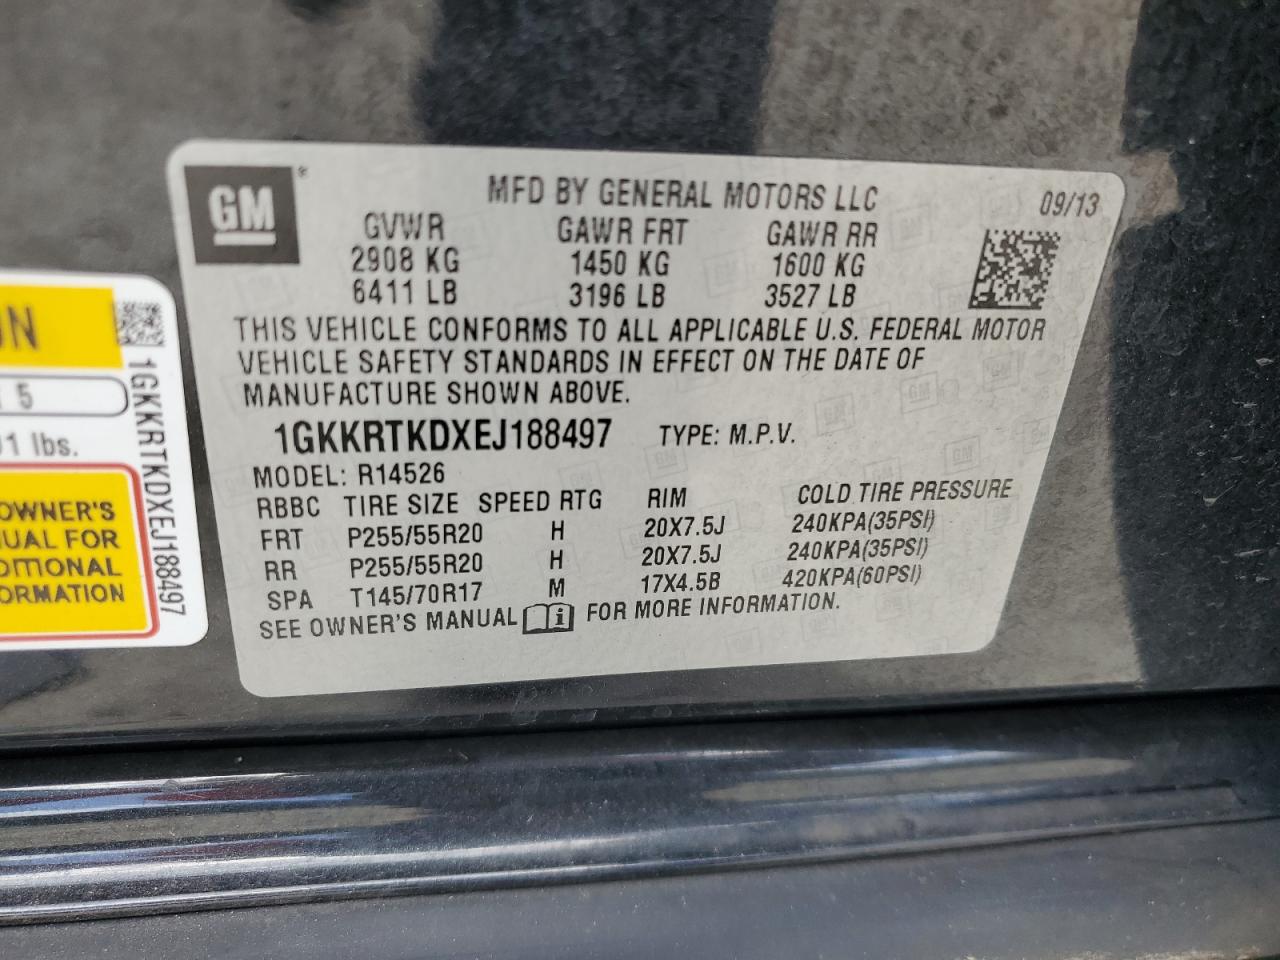 GM
MFD BY GENERAL MOTORS LLC 09/13
GVWR GAWR FRT GAWR RR
2908 KG 1450 KG 1600 KG
6411 LB 3196 LB 3527 LB
THIS VEHICLE CONFORMS TO ALL APPLICABLE U.S. FEDERAL MOTOR
VEHICLE SAFETY STANDARDS IN EFFECT ON THE DATE OF
MANUFACTURE SHOWN ABOVE.
1GKKRTKDXEJ188497 TYPE: M.P.V.
MODEL: R14526
RBBC TIRE SIZE SPEED RTG RIM COLD TIRE PRESSURE
FRT P255/55R20 H 20X7.5J 240KPA(35PSI)
RR P255/55R20 H 20X7.5J 240KPA(35PSI)
SPA T145/70R17 M 17X4.5B 420KPA(60PSI)
SEE OWNER'S MANUAL FOR MORE INFORMATION.
5
lbs.
OWNER'S
FOR
1GKKRTKDXEJ188497